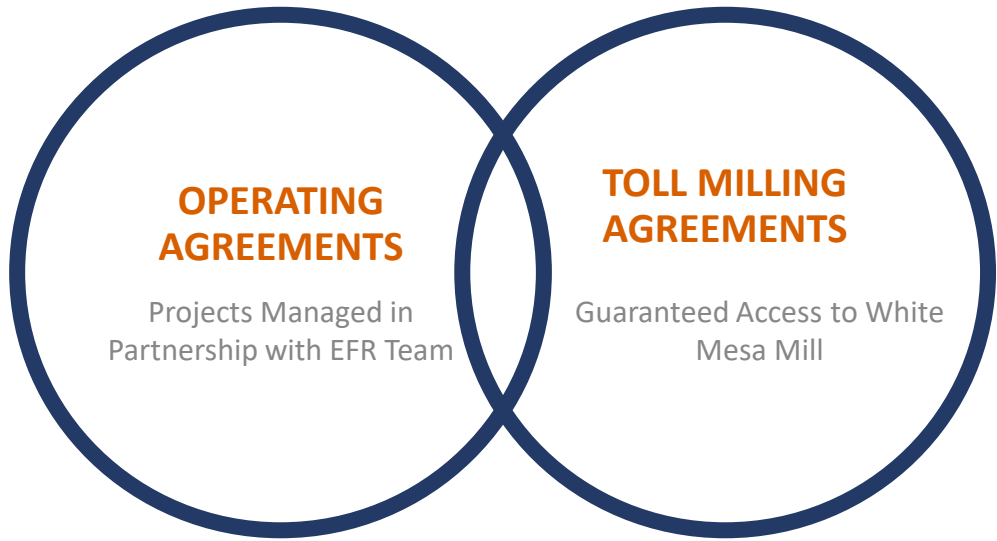 OPERATING
AGREEMENTS
Projects Managed in
Partnership with EFR Team
TOLL MILLING
AGREEMENTS
Guaranteed Access to White
Mesa Mill